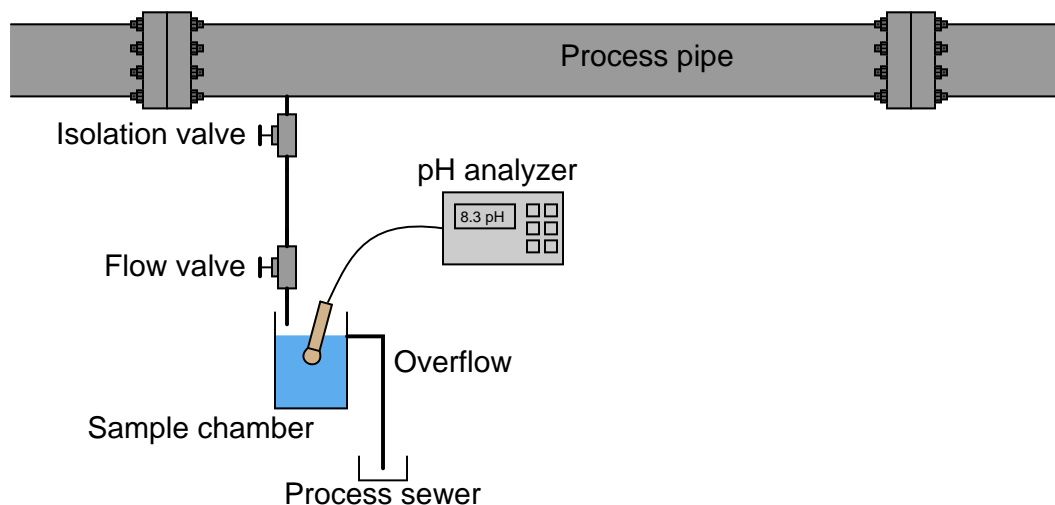 Process pipe
Isolation valve
pH analyzer
8.3 pH
Flow valve
Overflow
Sample chamber
Process sewer